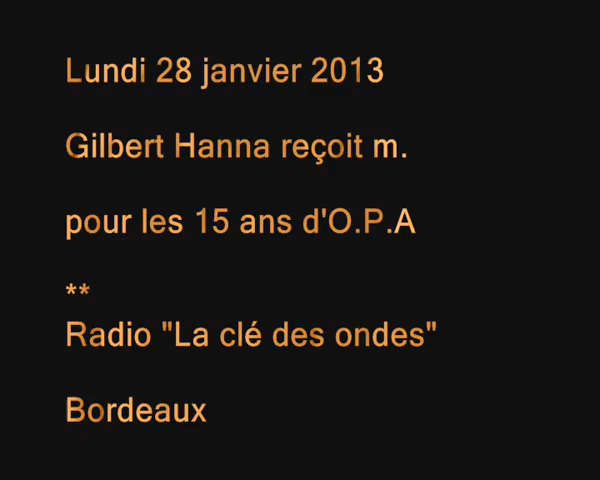 Lundi 28 janvier 2013
Gilbert Hanna reçoit m.
pour les 15 ans d'O.P.A
**
Radio "La clé des ondes"
Bordeaux